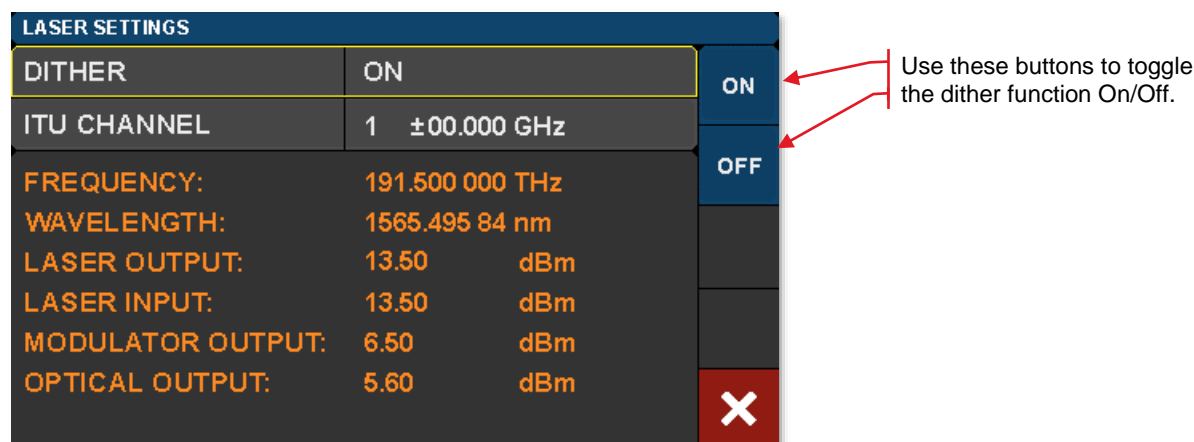 LASER SETTINGS
DITHER ON
ITU CHANNEL 1 ±00.000 GHz
FREQUENCY: 191.500 000 THz
WAVELENGTH: 1565.495 84 nm
LASER OUTPUT: 13.50 dBm
LASER INPUT: 13.50 dBm
MODULATOR OUTPUT: 6.50 dBm
OPTICAL OUTPUT: 5.60 dBm
ON
OFF
Use these buttons to toggle
the dither function On/Off.